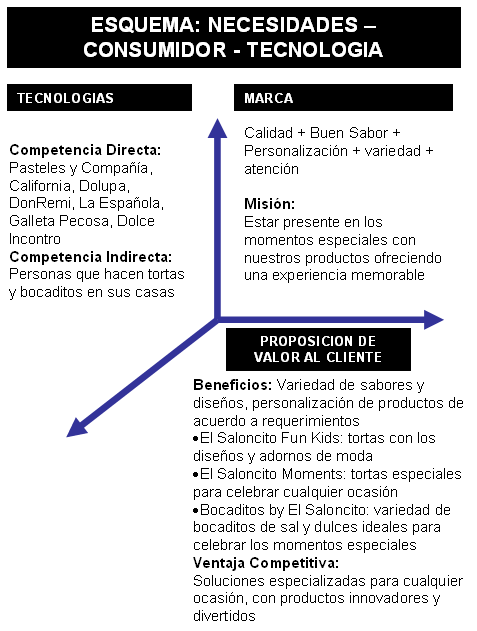 ESQUEMA: NECESIDADES –
CONSUMIDOR - TECNOLOGIA
TECNOLOGIAS
Competencia Directa:
Pasteles y Compañía,
California, Dolupa,
DonRemi, La Española,
Galleta Pecosa, Dolce
Incontro
Competencia Indirecta:
Personas que hacen tortas
y bocaditos en sus casas
MARCA
Calidad + Buen Sabor +
Personalización + variedad +
atención
Misión:
Estar presente en los
momentos especiales con
nuestros productos ofreciendo
una experiencia memorable
PROPOSICION DE
VALOR AL CLIENTE
Beneficios: Variedad de sabores y
diseños, personalización de productos de
acuerdo a requerimientos
•El Saloncito Fun Kids: tortas con los
diseños y adornos de moda
•El Saloncito Moments: tortas especiales
para celebrar cualquier ocasión
•Bocaditos by El Saloncito: variedad de
bocaditos de sal y dulces ideales para
celebrar los momentos especiales
Ventaja Competitiva:
Soluciones especializadas para cualquier
ocasión, con productos innovadores y
divertidos